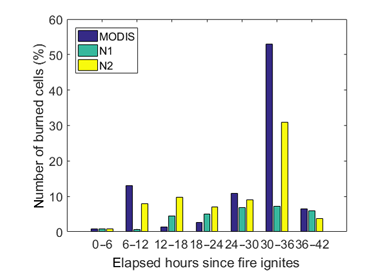 Number of burned cells (%)
60
50
40
30
20
10
0
MODIS
N1
N2
0-6 6-12 12-18 18-24 24-30 30-36 36-42
Elapsed hours since fire ignites